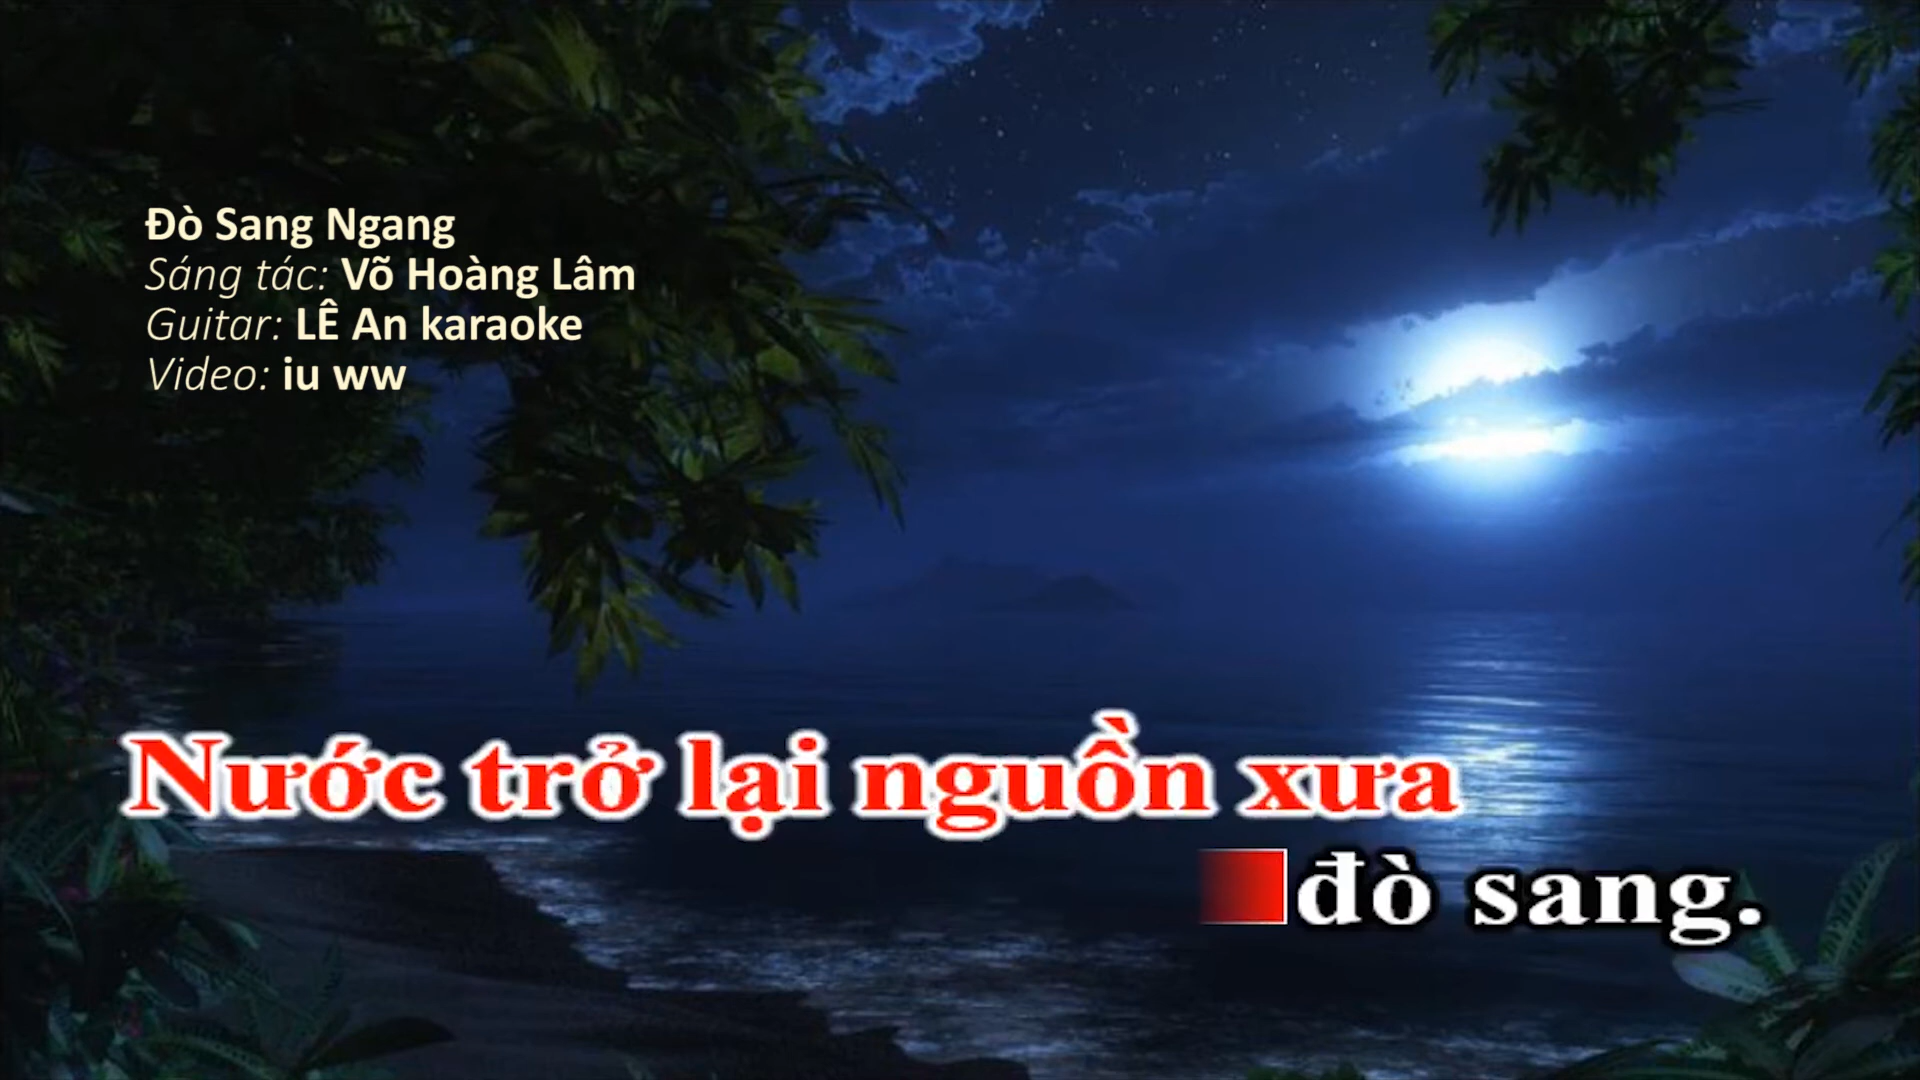 Đò Sang Ngang
Sáng tác: Võ Hoàng Lâm
Guitar: LÊ An karaoke
Video: iu ww
Nước trở lại nguồn xưa
đò sang.